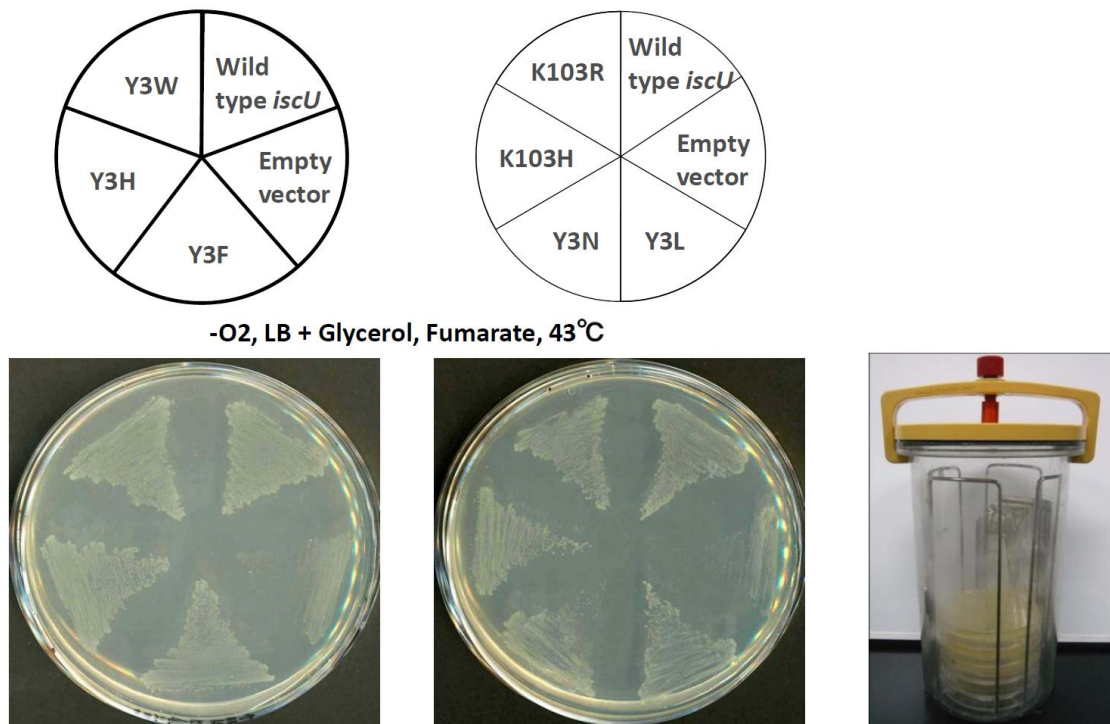 Y3W
Wild
type iscU
Empty
vector
Y3F
Y3H
K103R
Wild
type iscU
Empty
vector
Y3L
Y3N
K103H
-O2, LB + Glycerol, Fumarate, 43℃